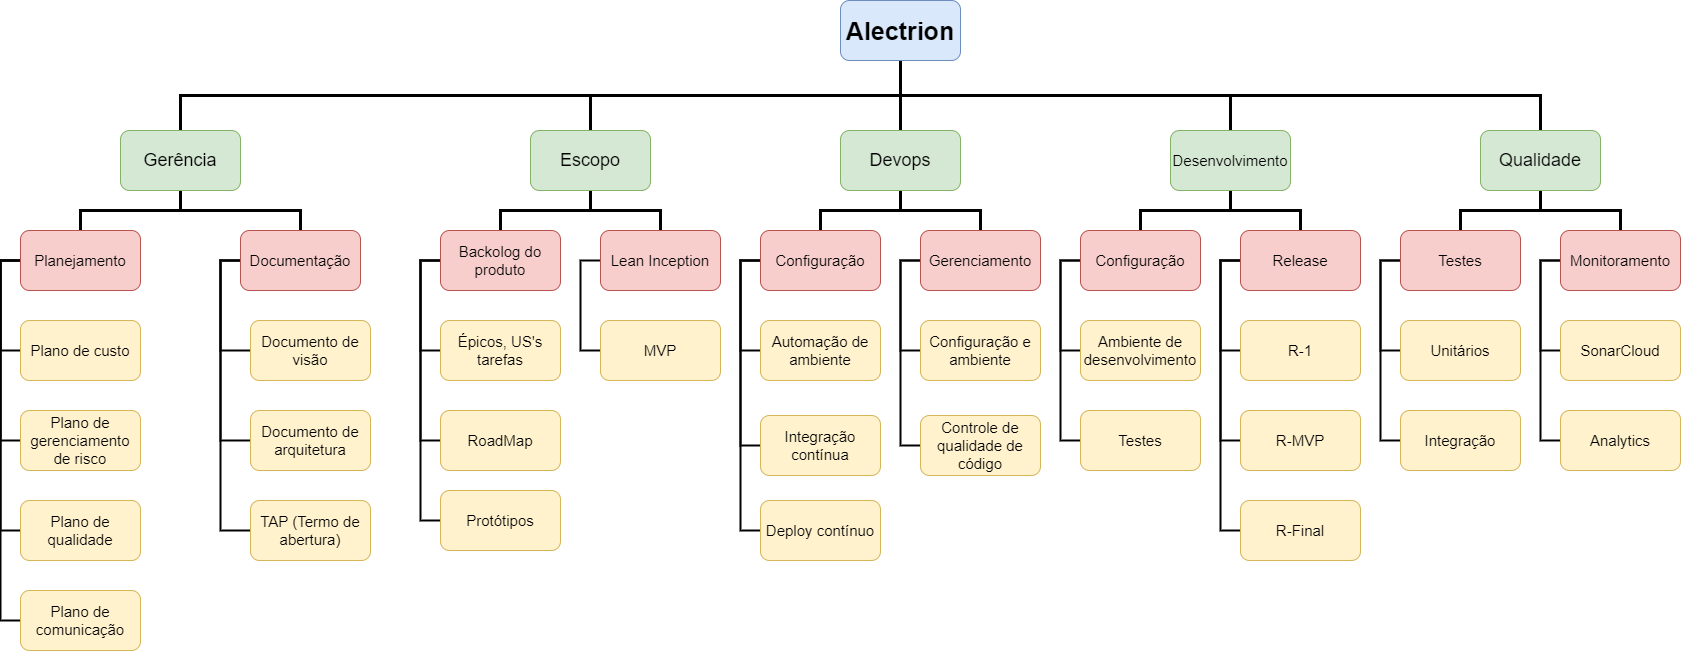 Alectrion
Gerência
Escopo
Devops
Desenvolvimento
Qualidade
Planejamento
Documentação
Backolog do
produto
Lean Inception
Configuração
Gerenciamento
Configuração
Release
Testes
Monitoramento
Plano de custo
Documento de
visão
Épicos, US's
tarefas
MVP
Automação de
ambiente
Configuração e
ambiente
Ambiente de
desenvolvimento
R-1
Unitários
SonarCloud
Plano de
gerenciamento
de risco
Documento de
arquitetura
RoadMap
Integração
contínua
Controle de
qualidade de
código
Testes
R-MVP
Integração
Analytics
Plano de
qualidade
TAP (Termo de
abertura)
Protótipos
Deploy contínuo
R-Final
Plano de
comunicação